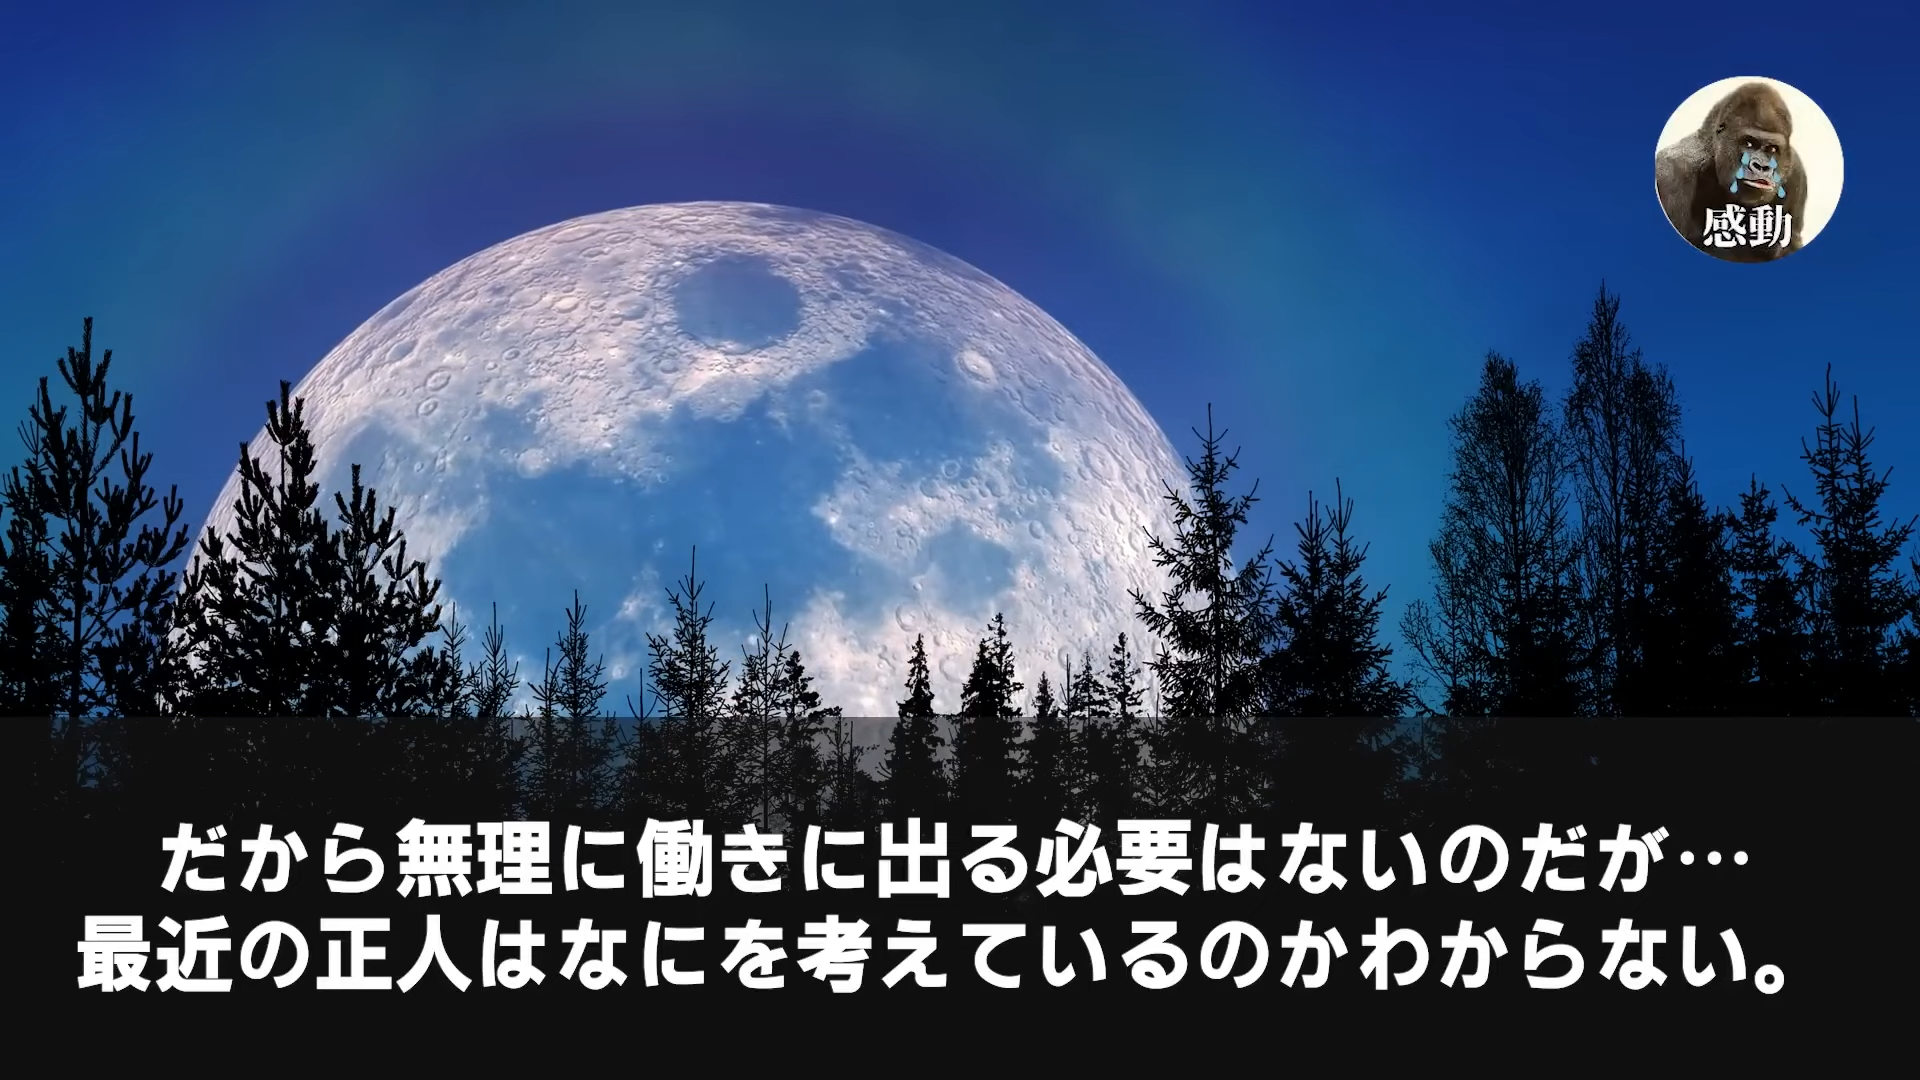 感動
だから無理に働きに出る必要はないのだが…
最近の正人はなにを考えているのかわからない。